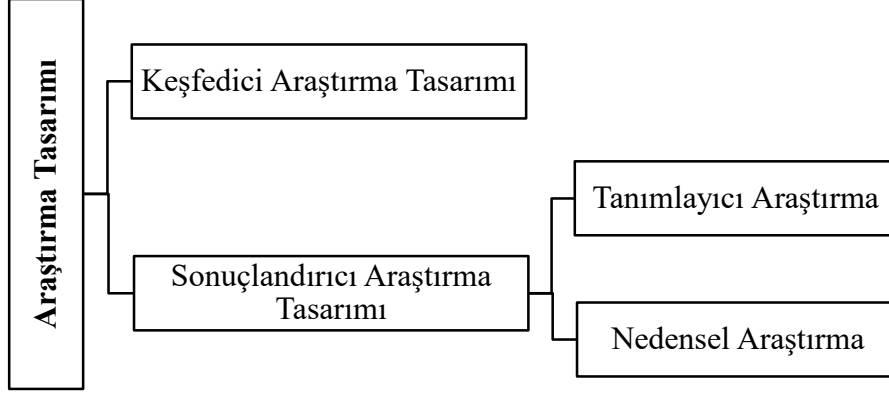 Araştırma Tasarımı
Keşfedici Araştırma Tasarımı
Sonuçlandırıcı Araştırma
Tasarımı
Tanımlayıcı Araştırma
Nedensel Araştırma